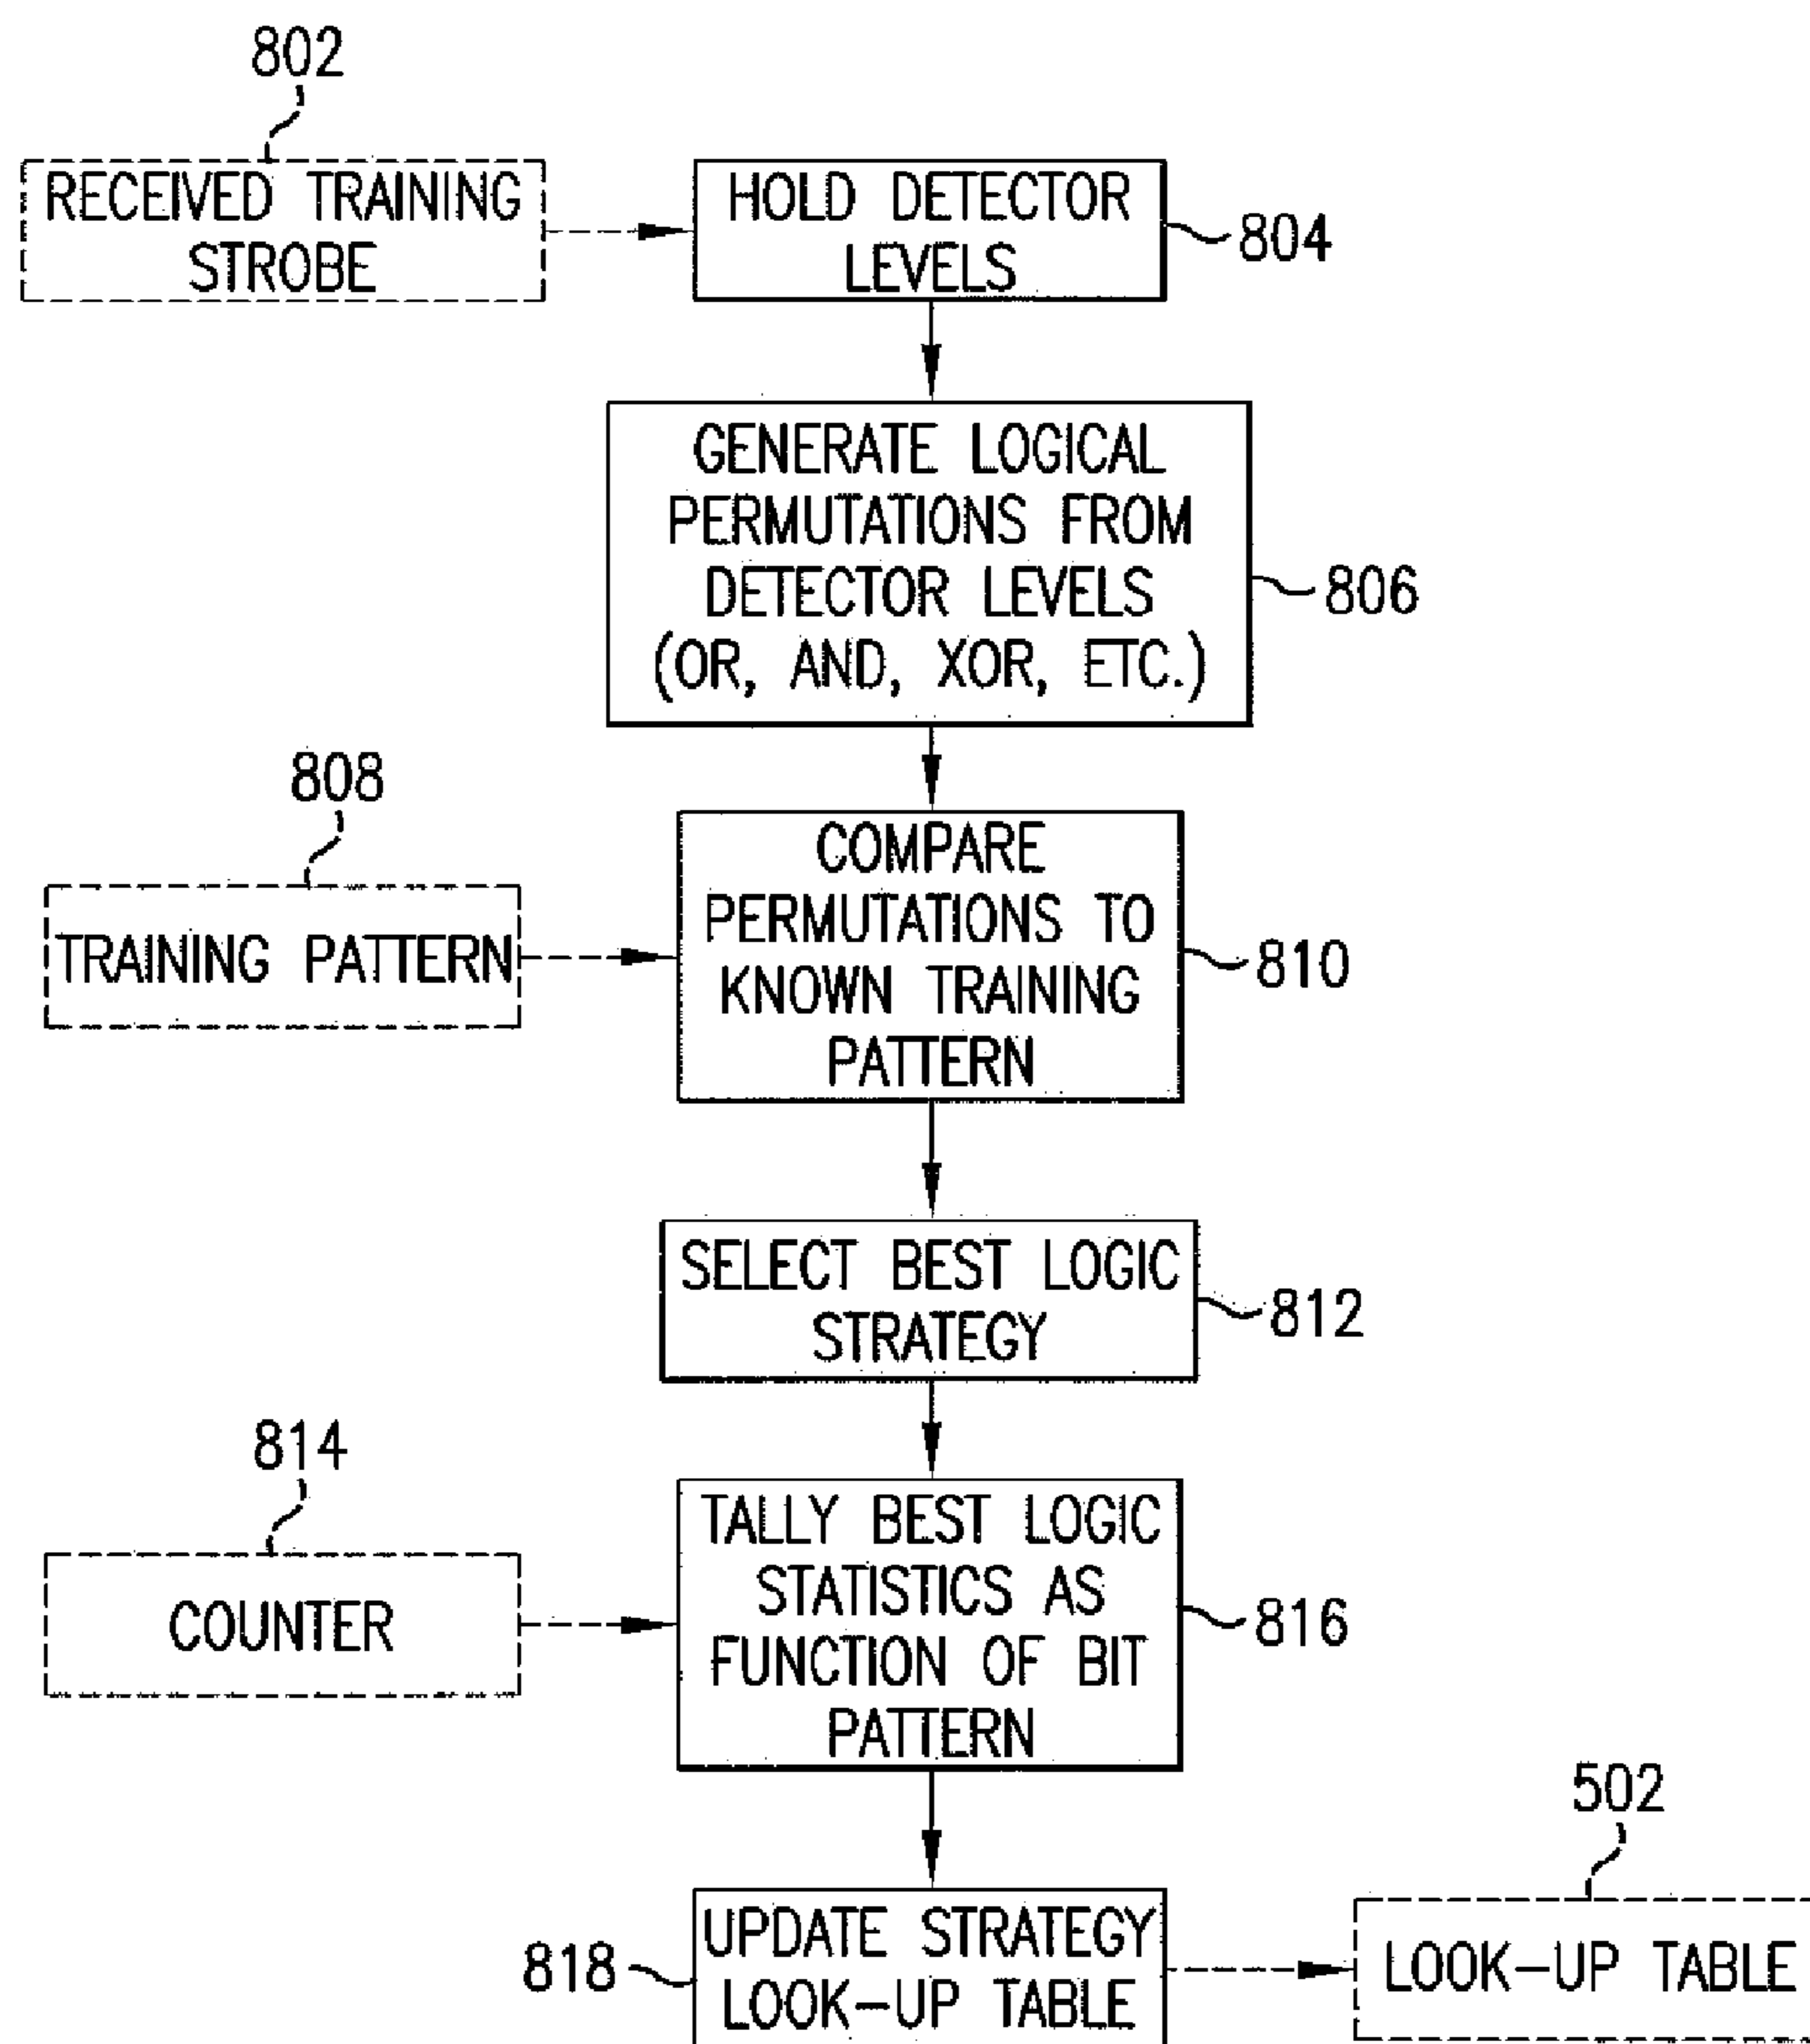 802
RECEIVED TRAINING
STROBE
HOLD DETECTOR
LEVELS
804
GENERATE LOGICAL
PERMUTATIONS FROM
DETECTOR LEVELS
(OR, AND, XOR, ETC.)
806
808
TRAINING PATTERN
COMPARE
PERMUTATIONS TO
KNOWN TRAINING
PATTERN
810
SELECT BEST LOGIC
STRATEGY
812
814
COUNTER
TALLY BEST LOGIC
STATISTICS AS
FUNCTION OF BIT
PATTERN
816
818
UPDATE STRATEGY
LOOK-UP TABLE
502
LOOK-UP TABLE